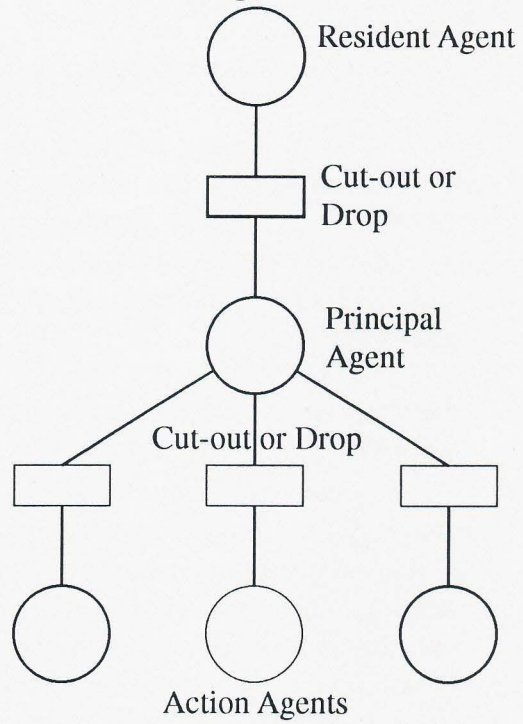 Resident Agent
Cut-out or
Drop
Principal
Agent
Cut-out or Drop
Action Agents